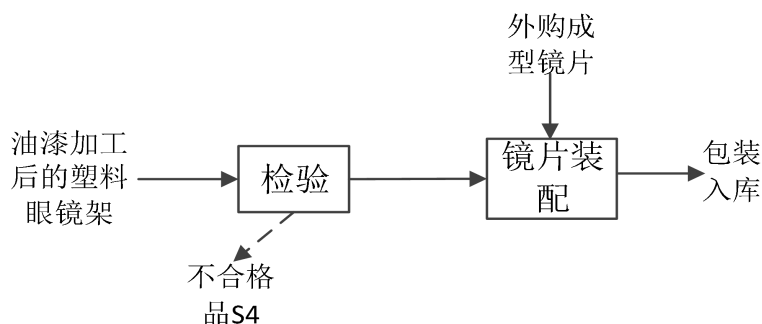 外购成
型镜片
油漆加工
后的塑料
眼镜架
检验
镜片装
配
包装
入库
不合格
品S4